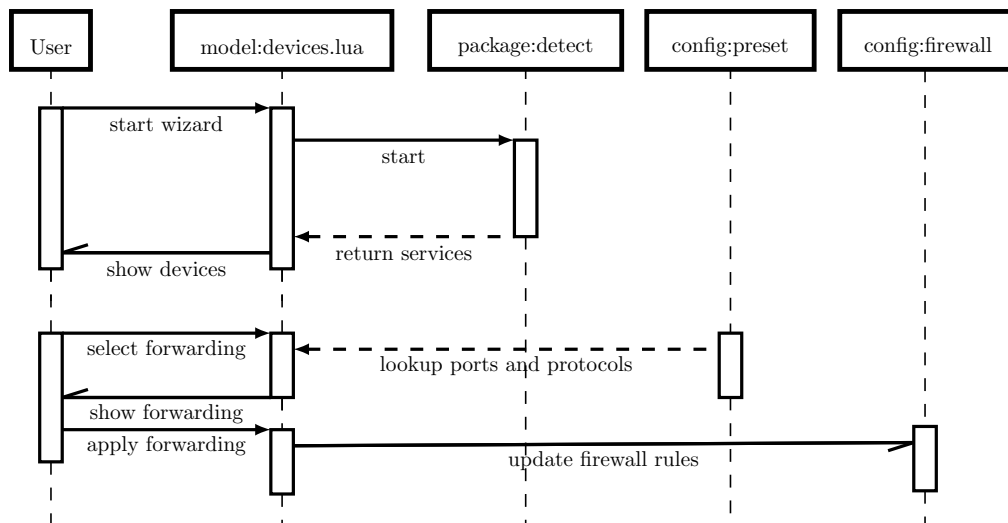 User
model:devices.lua
package:detect
config:preset
config:firewall
start wizard
start
return services
show devices
select forwarding
lookup ports and protocols
show forwarding
apply forwarding
update firewall rules